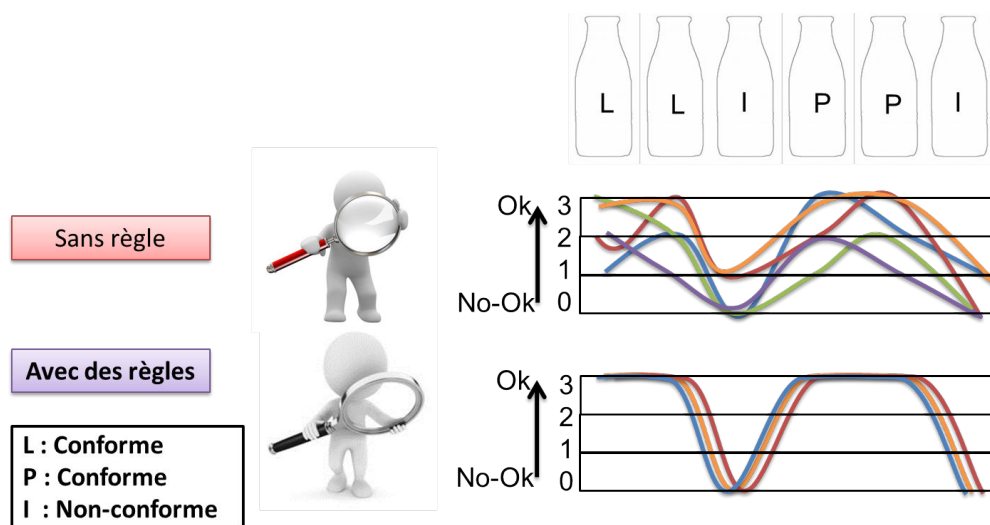 L L I P P I
Sans règle
Ok 3
2
1
No-Ok 0
Avec des règles
Ok 3
2
1
No-Ok 0
L : Conforme
P : Conforme
I : Non-conforme